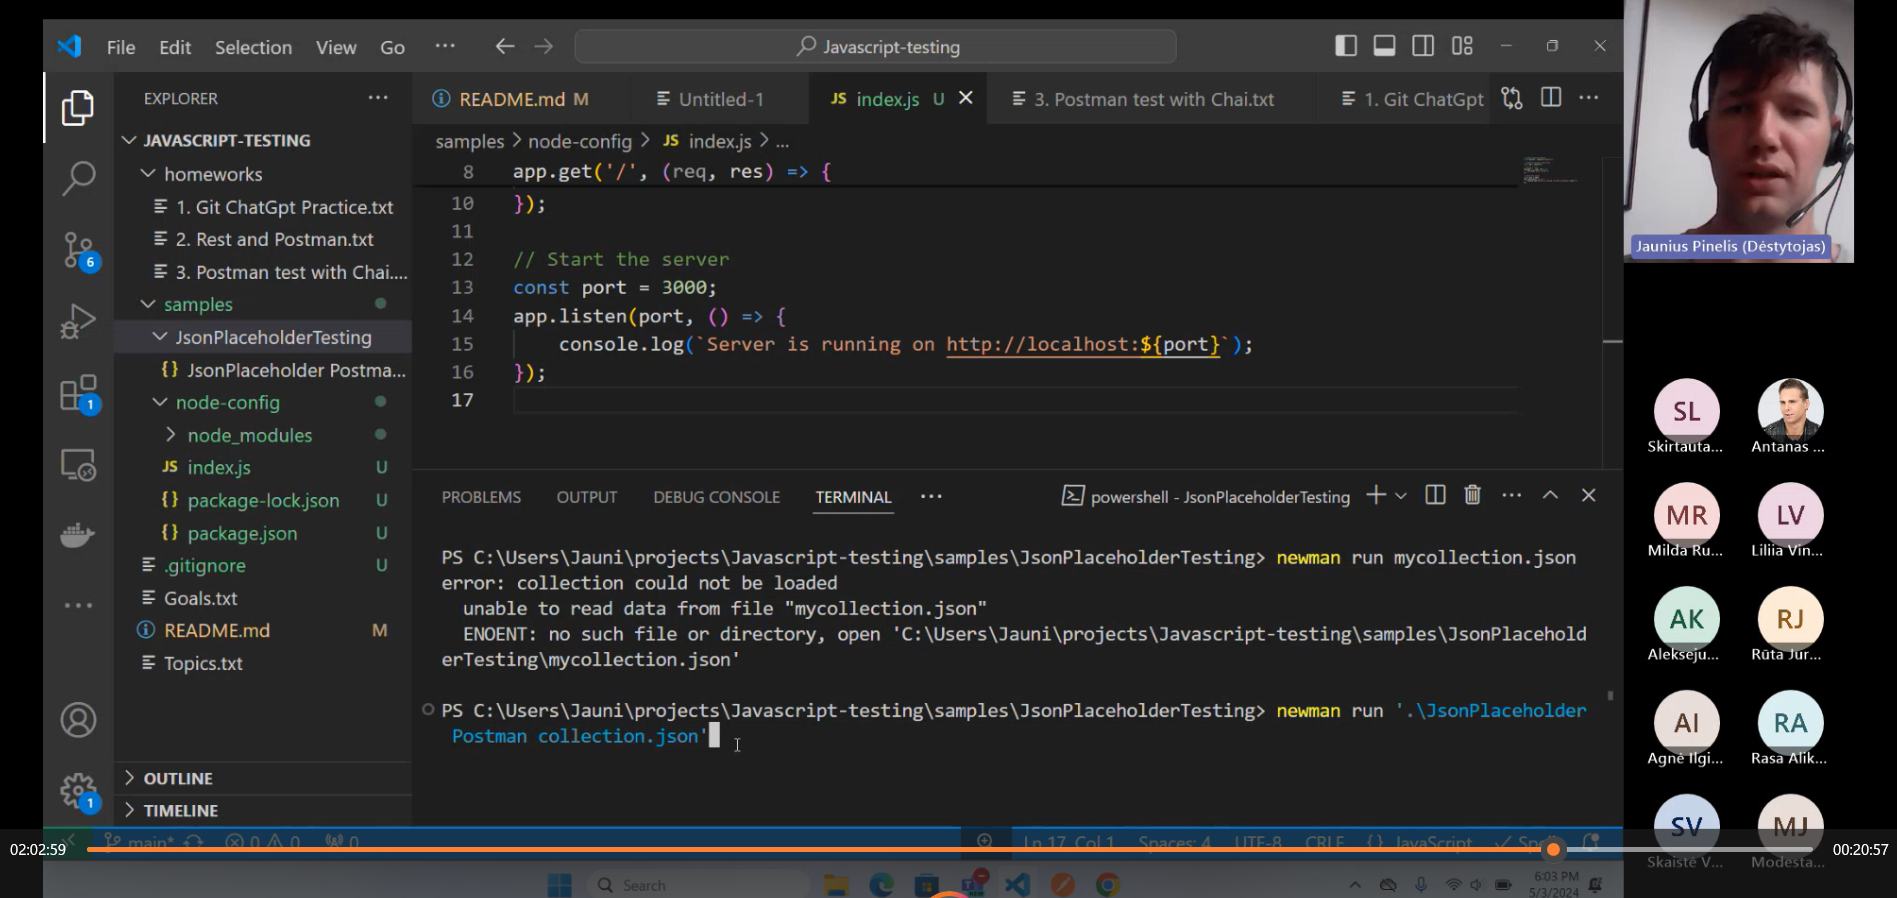 File Edit Selection View Go ··· Javascript-testing
EXPLORER ···
JAVASCRIPT-TESTING
homeworks
1. Git ChatGpt Practice.txt
2. Rest and Postman.txt
3. Postman test with Chai....
samples
JsonPlaceholderTesting
{} JsonPlaceholder Postma...
node-config
node_modules
JS index.js U
{} package-lock.json U
{} package.json U
.gitignore U
Goals.txt
README.md M
Topics.txt
OUTLINE
TIMELINE
6
1
1
README.md M Untitled-1 JS index.js U 3. Postman test with Chai.txt 1. Git ChatGpt ···
samples > node-config > JS index.js > ...
8 app.get('/', (req, res) => {
10 });
11
12 // Start the server
13 const port = 3000;
14 app.listen(port, () => {
15 console.log(`Server is running on http://localhost:${port}`);
16 });
17
PROBLEMS OUTPUT DEBUG CONSOLE TERMINAL ··· powershell - JsonPlaceholderTesting ···
PS C:\Users\Jauni\projects\Javascript-testing\samples\JsonPlaceholderTesting> newman run mycollection.json
error: collection could not be loaded
unable to read data from file "mycollection.json"
ENOENT: no such file or directory, open 'C:\Users\Jauni\projects\Javascript-testing\samples\JsonPlacehold
erTesting\mycollection.json'
PS C:\Users\Jauni\projects\Javascript-testing\samples\JsonPlaceholderTesting> newman run '.\JsonPlaceholder
Postman collection.json'
main* 0 0 0 Ln 17, Col 1 Spaces: 4 UTF-8 CRLF {} JavaScript
02:02:59 00:20:57
Search
6:03 PM
5/3/2024
Jaunius Pinelis (Dėstytojas)
SL
Skirtauta... Antanas ...
MR LV
Milda Ru... Liliia Vin...
AK RJ
Alekseju... Rūta Jur...
AI RA
Agnė Ilgi... Rasa Alik...
SV MJ
Skaistė V... Modesta...